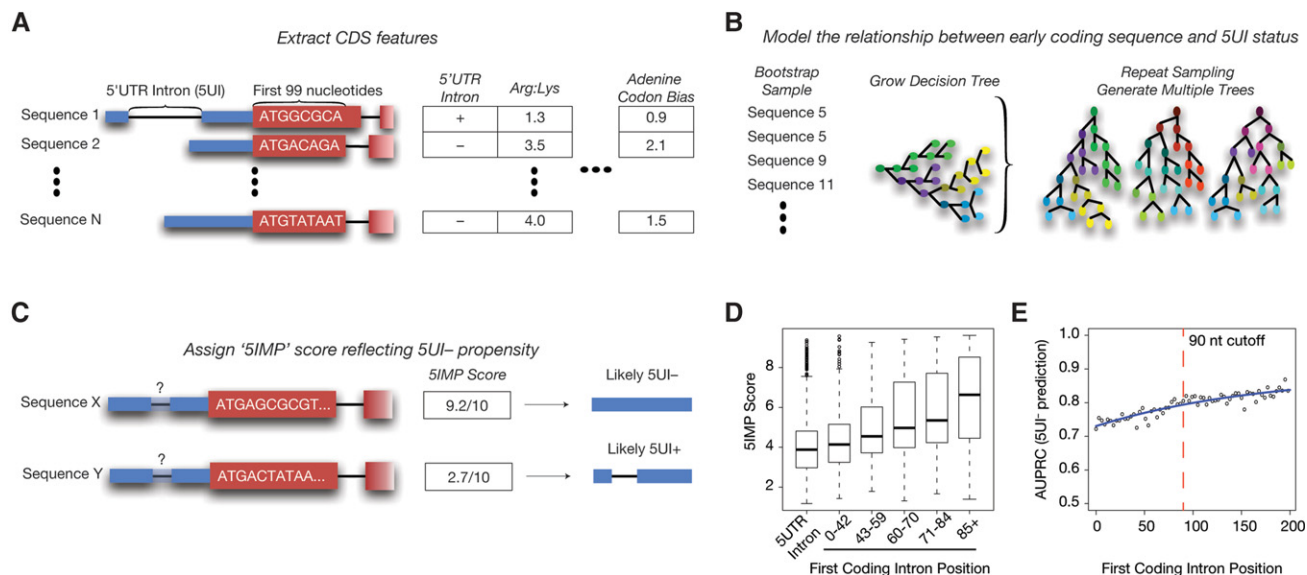 A
Extract CDS features
5'UTR Intron (5UI)
First 99 nucleotides
5'UTR
Intron
Arg:Lys
Adenine
Codon Bias
Sequence 1
ATGGCGCA
+
1.3
0.9
Sequence 2
ATGACAGA
–
3.5
2.1
Sequence N
ATGTATAAT
–
4.0
1.5
B
Model the relationship between early coding sequence and 5UI status
Bootstrap
Sample
Grow Decision Tree
Repeat Sampling
Generate Multiple Trees
Sequence 5
Sequence 5
Sequence 9
Sequence 11
C
Assign '5IMP' score reflecting 5UI– propensity
5IMP Score
Sequence X
?
ATGAGCGCGT...
9.2/10
Likely 5UI–
Sequence Y
?
ATGACTATAA...
2.7/10
Likely 5UI+
D
5IMP Score
8
6
4
2
5UTR
Intron
0-42
43-59
60-70
71-84
85+
First Coding Intron Position
E
AUPRC (5UI⁻ prediction)
1.0
0.9
0.8
0.7
0.6
0.5
90 nt cutoff
0
50
100
150
200
First Coding Intron Position